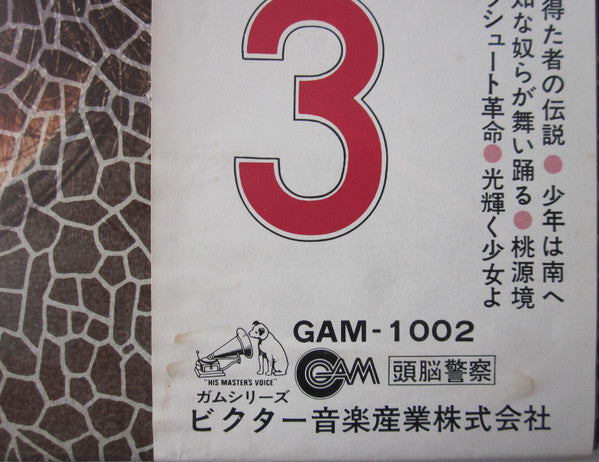 得た者の伝説●少年は南へ
知な奴らが舞い踊る●桃源境
シュート革命●光輝く少女よ
3
GAM-1002
"HIS MASTER'S VOICE"
GAM
頭脳警察
ガムシリーズ
ビクター音楽産業株式会社